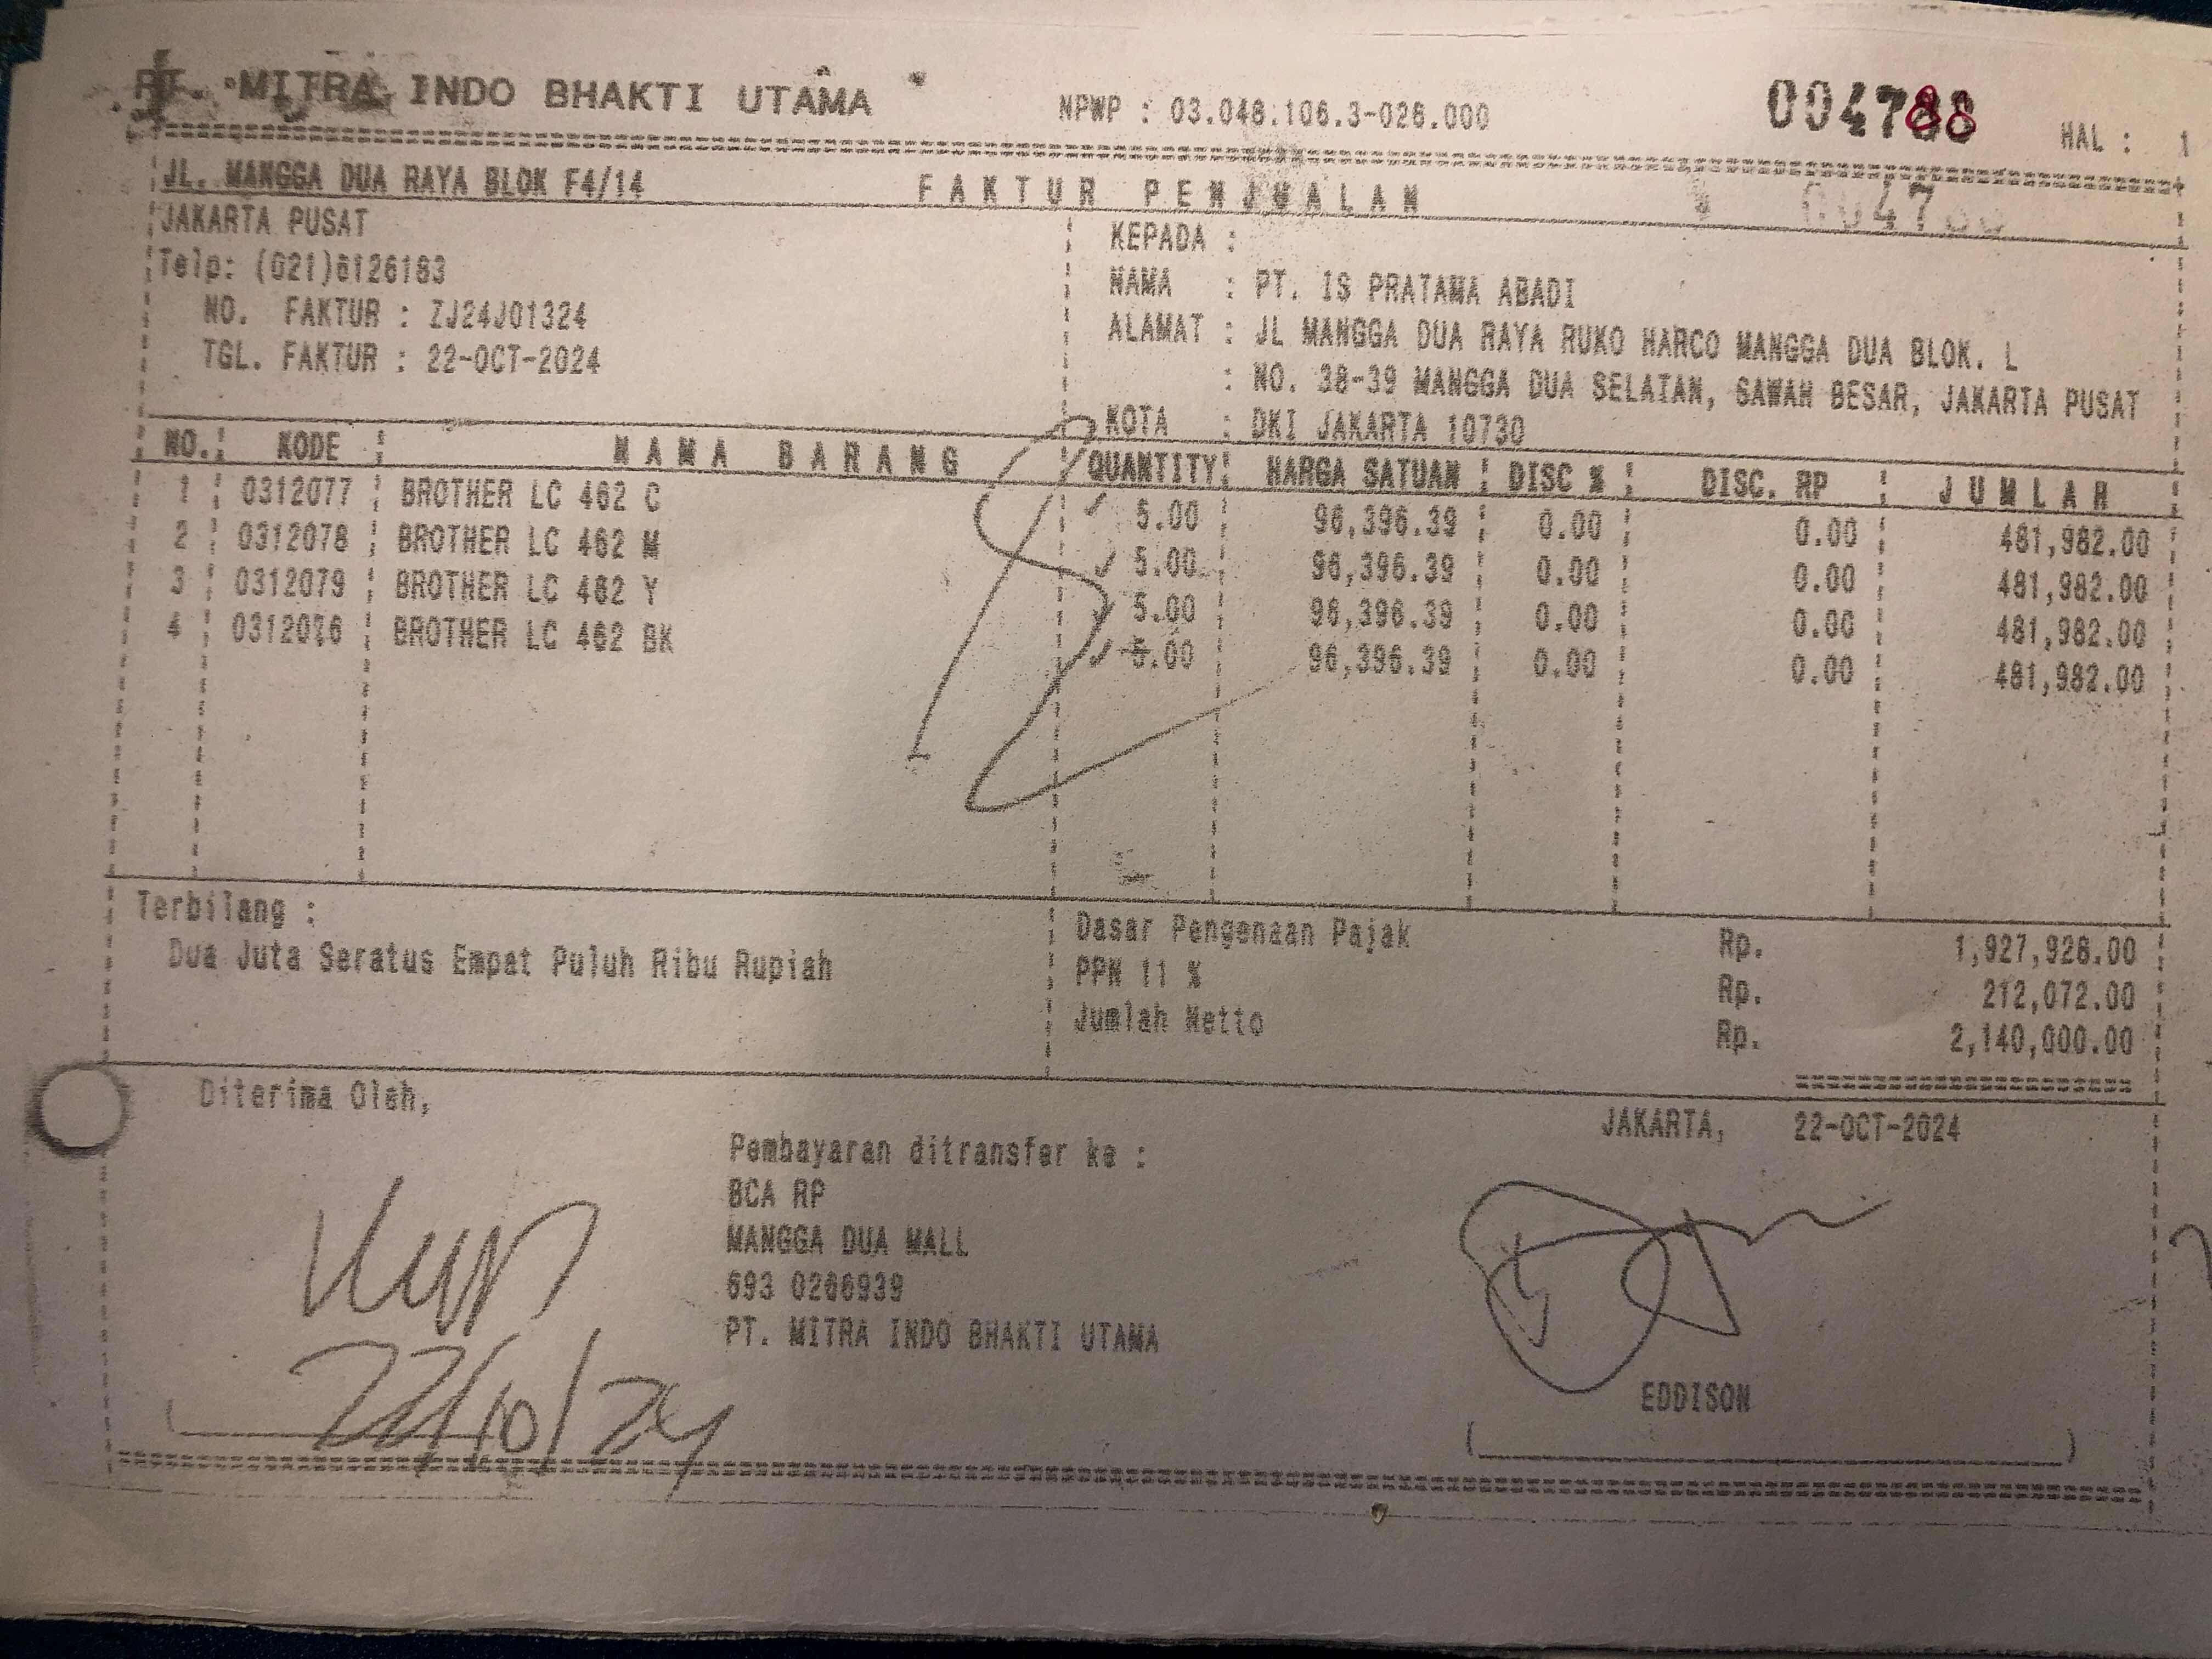 PT. MITRA INDO BHAKTI UTAMA
NPWP : 03.048.106.3-026.000
004788
HAL : 1
JL. MANGGA DUA RAYA BLOK F4/14
FAKTUR PENJUALAN
JAKARTA PUSAT
Telp: (021)6126183
NO. FAKTUR : ZJ24J01324
TGL. FAKTUR : 22-OCT-2024
KEPADA :
NAMA : PT. IS PRATAMA ABADI
ALAMAT : JL MANGGA DUA RAYA RUKO HARCO MANGGA DUA BLOK. L
: NO. 38-39 MANGGA DUA SELATAN, SAWAH BESAR, JAKARTA PUSAT
KOTA : DKI JAKARTA 10730
NO. KODE NAMA BARANG QUANTITY HARGA SATUAN DISC % DISC. RP JUMLAH
1 0312077 BROTHER LC 462 C 5.00 96,396.39 0.00 0.00 481,982.00
2 0312078 BROTHER LC 462 M 5.00 96,396.39 0.00 0.00 481,982.00
3 0312079 BROTHER LC 462 Y 5.00 96,396.39 0.00 0.00 481,982.00
4 0312076 BROTHER LC 462 BK 5.00 96,396.39 0.00 0.00 481,982.00
Terbilang :
Dua Juta Seratus Empat Puluh Ribu Rupiah
Dasar Pengenaan Pajak Rp. 1,927,928.00
PPN 11 % Rp. 212,072.00
Jumlah Netto Rp. 2,140,000.00
Diterima Oleh,
22/10/24
Pembayaran ditransfer ke :
BCA RP
MANGGA DUA MALL
693 0266939
PT. MITRA INDO BHAKTI UTAMA
JAKARTA, 22-OCT-2024
EDDISON